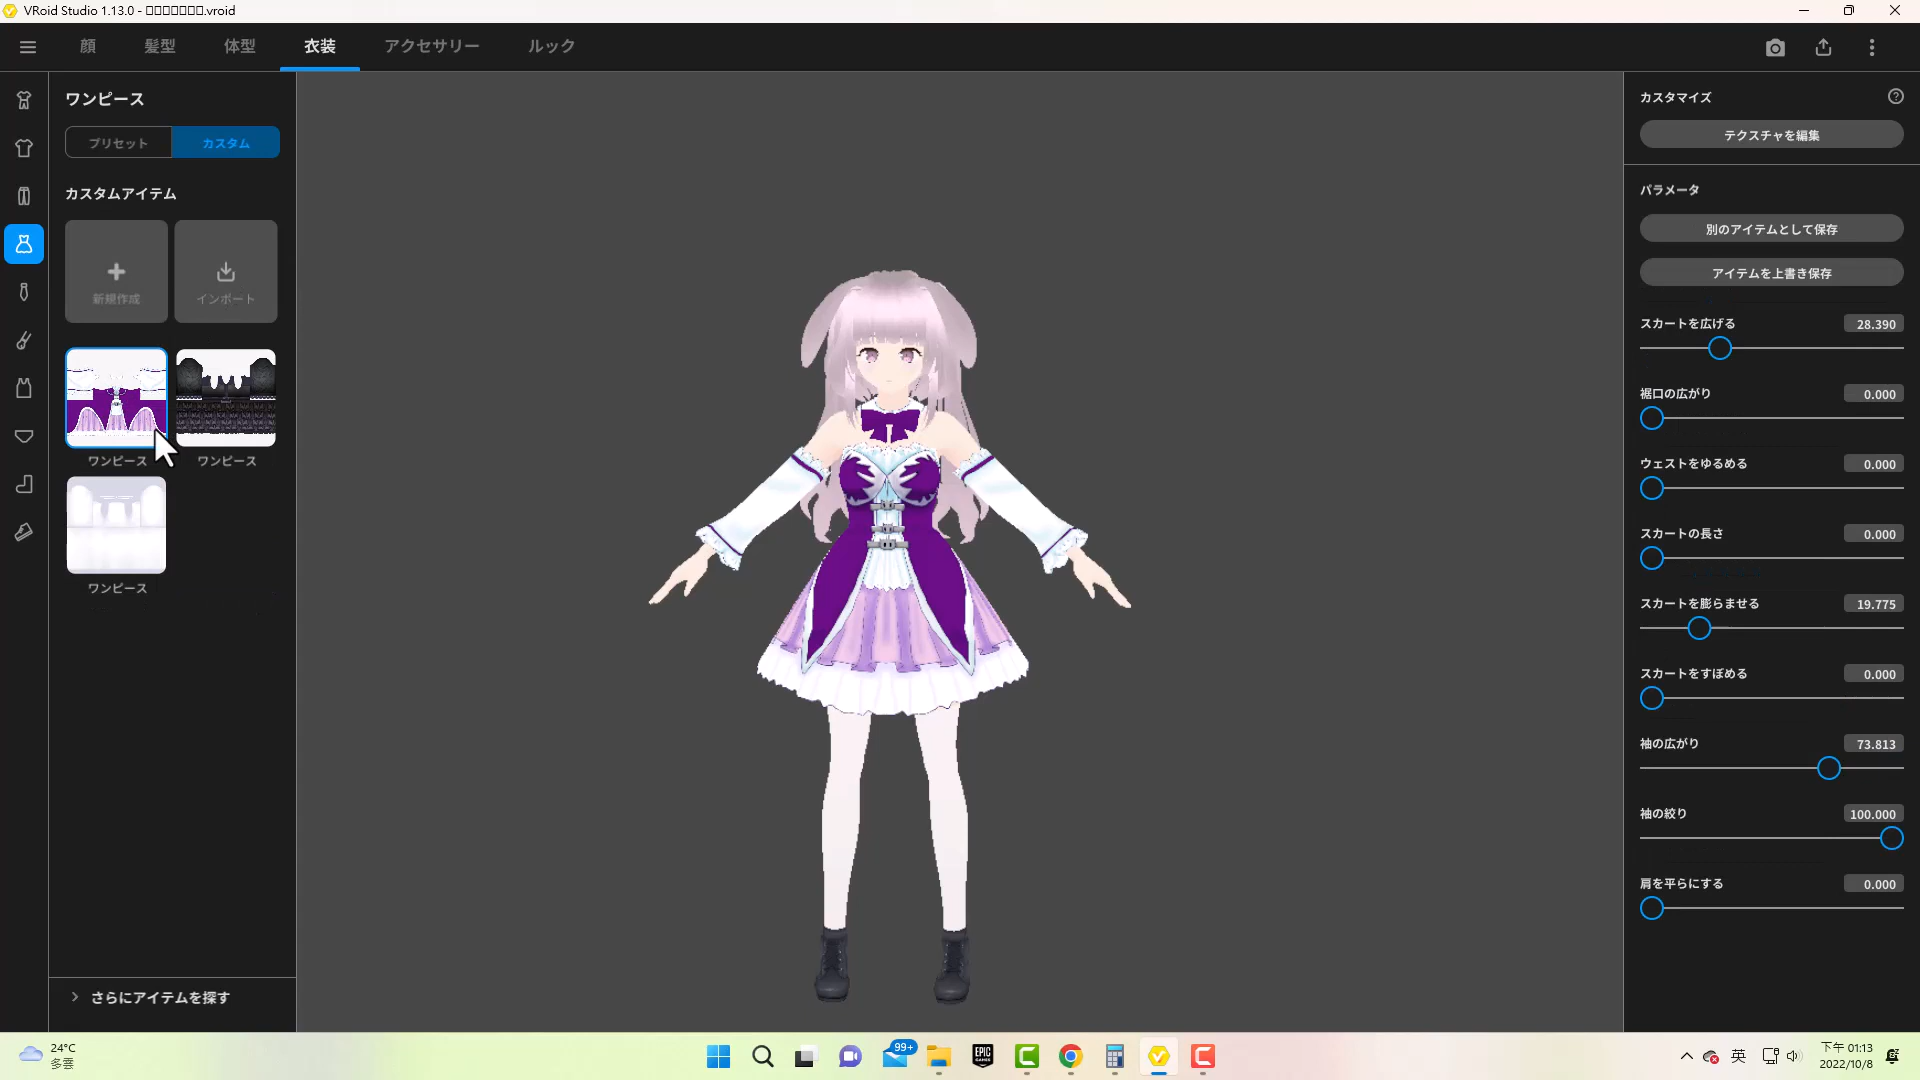 VRoid Studio 1.13.0 - □□□□□□□.vroid
顔
髪型
体型
衣装
アクセサリー
ルック
ワンピース
プリセット
カスタム
カスタムアイテム
新規作成
インポート
ワンピース
ワンピース
ワンピース
さらにアイテムを探す
カスタマイズ
テクスチャを編集
パラメータ
別のアイテムとして保存
アイテムを上書き保存
スカートを広げる 28.390
裾口の広がり 0.000
ウェストをゆるめる 0.000
スカートの長さ 0.000
スカートを膨らませる 19.775
スカートをすぼめる 0.000
袖の広がり 73.813
袖の絞り 100.000
肩を平らにする 0.000
24°C
多雲
99+
EPIC
GAMES
英
下午 01:13
2022/10/8